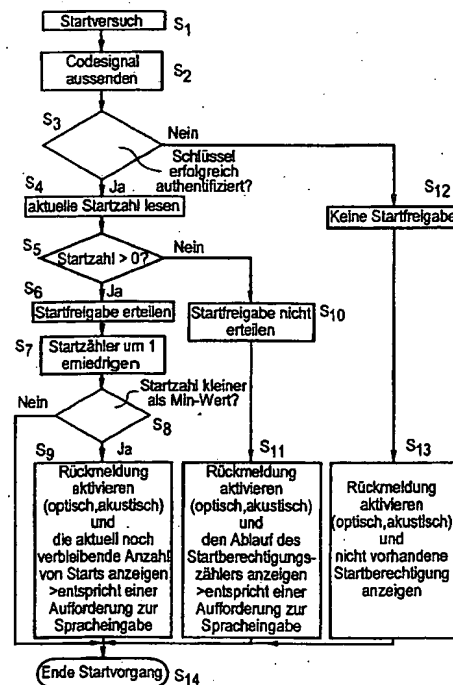 Startversuch S1
Codesignal
aussenden
S2
S3
Nein
Schlüssel
erfolgreich
authentifiziert?
S4
Ja
aktuelle Startzahl lesen
S12
Keine Startfreigabe
S5
Startzahl > 0?
Nein
S6
Ja
Startfreigabe erteilen
Startfreigabe nicht
erteilen
S10
S7
Startzähler um 1
erniedrigen
Startzahl kleiner
als Min-Wert?
Nein
S8
S9
Ja
Rückmeldung
aktivieren
(optisch,akustisch)
und
die aktuell noch
verbleibende Anzahl
von Starts anzeigen
>entspricht einer
Aufforderung zur
Spracheingabe
S11
Rückmeldung
aktivieren
(optisch,akustisch)
und
den Ablauf des
Startberechtigungs-
zählers anzeigen
>entspricht einer
Aufforderung zur
Spracheingabe
S13
Rückmeldung
aktivieren
(optisch,akustisch)
und
nicht vorhandene
Startberechtigung
anzeigen
Ende Startvorgang S14